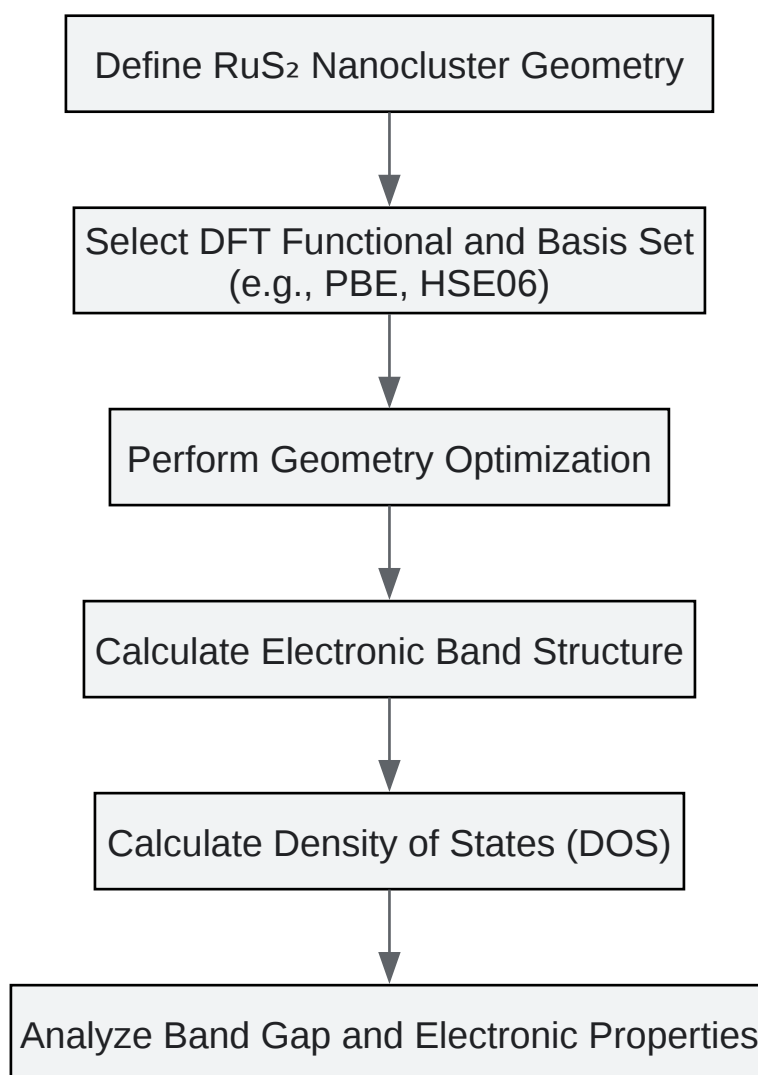 Define RuS₂ Nanocluster Geometry
Select DFT Functional and Basis Set
(e.g., PBE, HSE06)
Perform Geometry Optimization
Calculate Electronic Band Structure
Calculate Density of States (DOS)
Analyze Band Gap and Electronic Properties